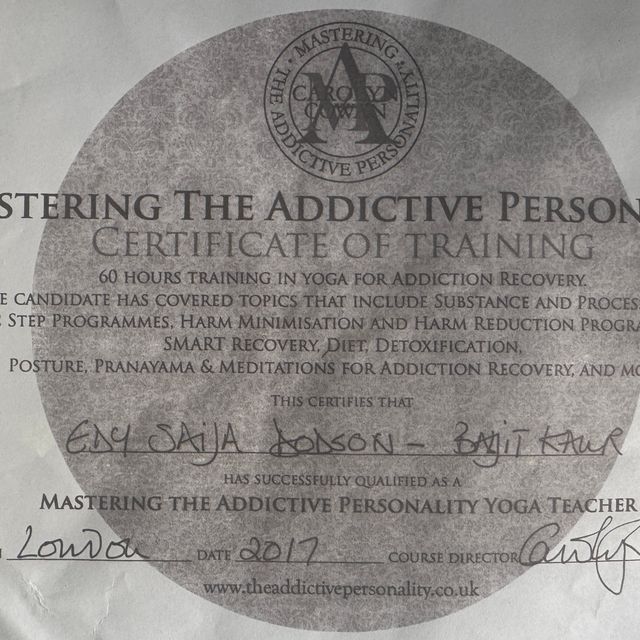 MASTERING
THE ADDICTIVE PERSONALITY
MAP
CAROLYN
COWAN
STERING THE ADDICTIVE PERSON
CERTIFICATE OF TRAINING
60 HOURS TRAINING IN YOGA FOR ADDICTION RECOVERY.
E CANDIDATE HAS COVERED TOPICS THAT INCLUDE SUBSTANCE AND PROCESS
STEP PROGRAMMES, HARM MINIMISATION AND HARM REDUCTION PROGRA
SMART RECOVERY, DIET, DETOXIFICATION,
POSTURE, PRANAYAMA & MEDITATIONS FOR ADDICTION RECOVERY, AND MO
THIS CERTIFIES THAT
EDY SAIJA DODSON - BALJIT KAUR
HAS SUCCESSFULLY QUALIFIED AS A
MASTERING THE ADDICTIVE PERSONALITY YOGA TEACHER
LONDON DATE 2017 COURSE DIRECTOR
www.theaddictivepersonality.co.uk